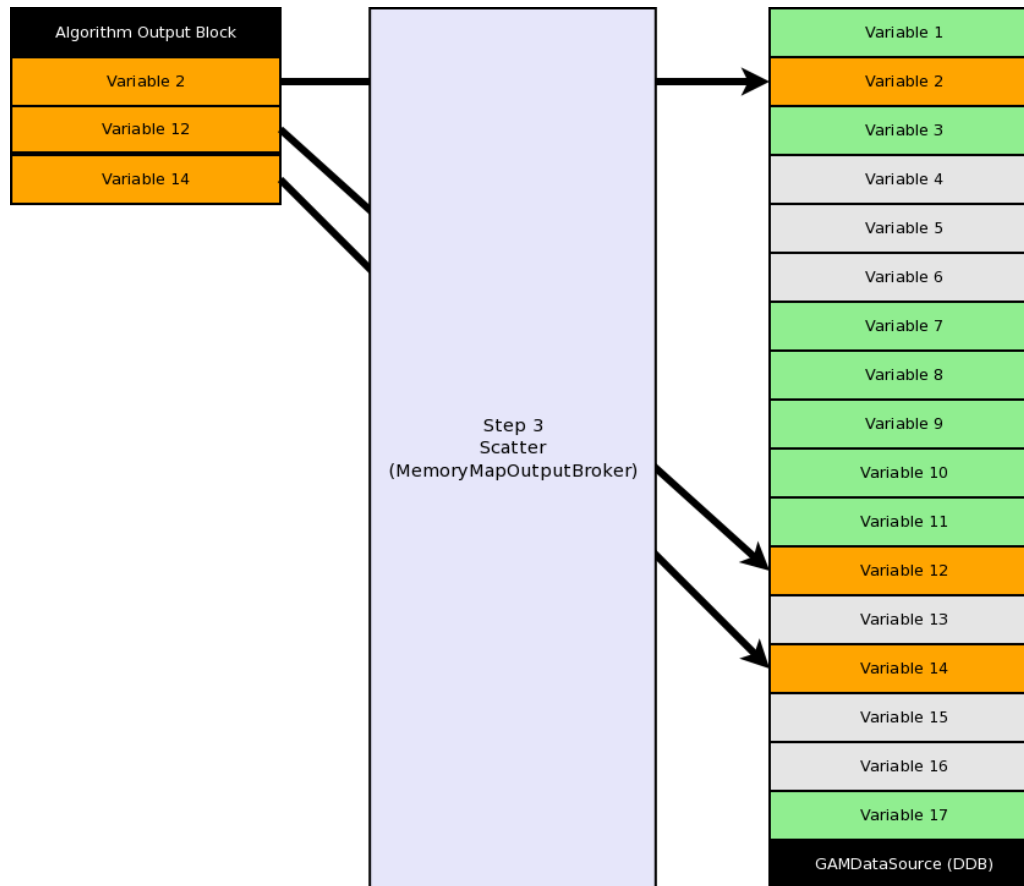 Algorithm Output Block
Variable 2
Variable 12
Variable 14
Step 3
Scatter
(MemoryMapOutputBroker)
Variable 1
Variable 2
Variable 3
Variable 4
Variable 5
Variable 6
Variable 7
Variable 8
Variable 9
Variable 10
Variable 11
Variable 12
Variable 13
Variable 14
Variable 15
Variable 16
Variable 17
GAMDataSource (DDB)